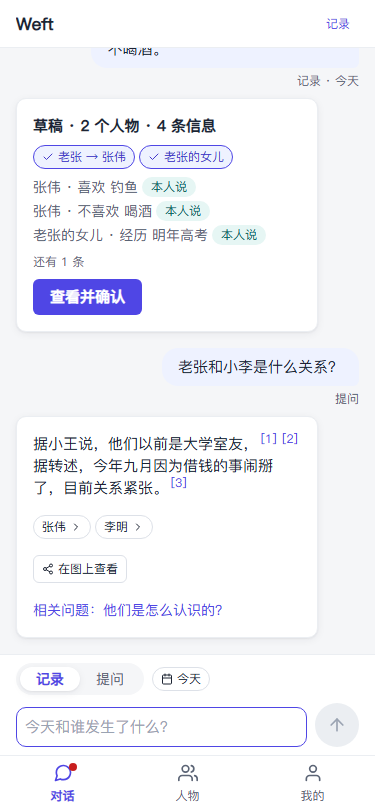 Weft
记录
不喝酒。
记录 · 今天
草稿 · 2 个人物 · 4 条信息
老张 → 张伟
老张的女儿
张伟 · 喜欢 钓鱼 本人说
张伟 · 不喜欢 喝酒 本人说
老张的女儿 · 经历 明年高考 本人说
还有 1 条
查看并确认
老张和小李是什么关系？
提问
据小王说，他们以前是大学室友，[1] [2]
据转述，今年九月因为借钱的事闹掰
了，目前关系紧张。[3]
张伟
李明
在图上查看
相关问题：他们是怎么认识的？
记录 提问 今天
今天和谁发生了什么？
对话 人物 我的